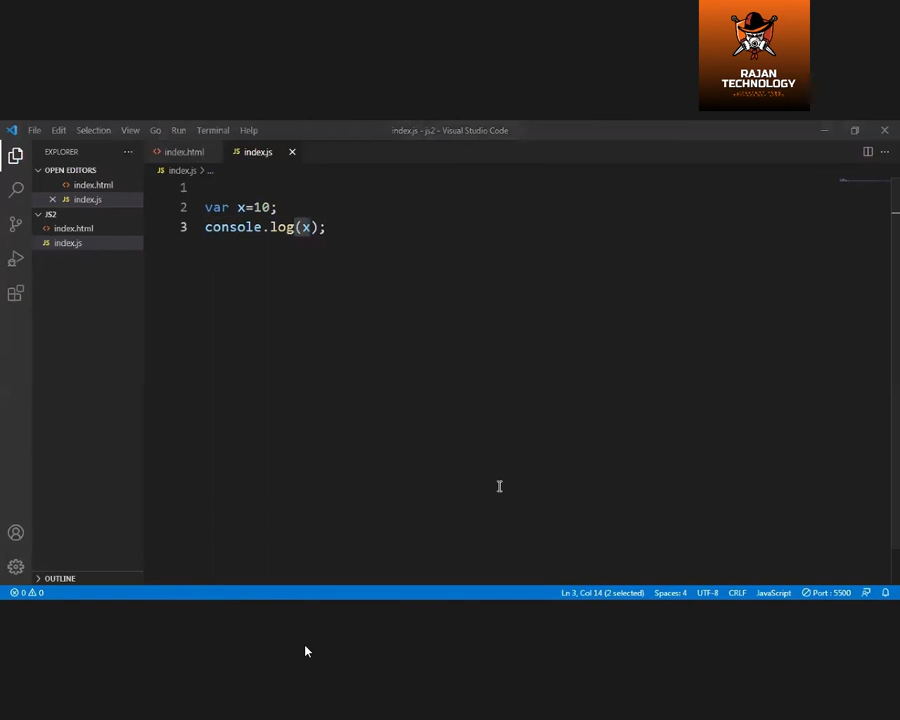 RAJAN
TECHNOLOGY
File Edit Selection View Go Run Terminal Help
index.js - js2 - Visual Studio Code
EXPLORER
index.html
index.js
OPEN EDITORS
index.js ...
index.html
index.js
JS2
index.html
index.js
1
2 var x=10;
3 console.log(x);
OUTLINE
0 0
Ln 3, Col 14 (2 selected) Spaces: 4 UTF-8 CRLF JavaScript Port : 5500